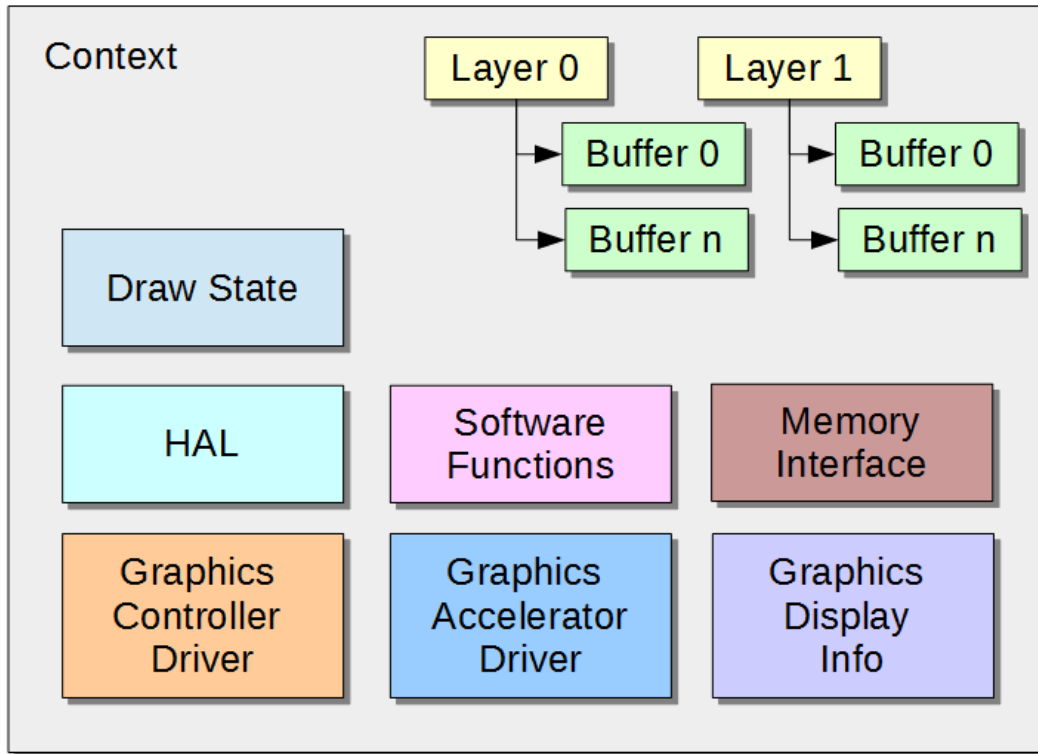 Context
Layer 0
Layer 1
Buffer 0
Buffer 0
Buffer n
Buffer n
Draw State
HAL
Software
Functions
Memory
Interface
Graphics
Controller
Driver
Graphics
Accelerator
Driver
Graphics
Display
Info